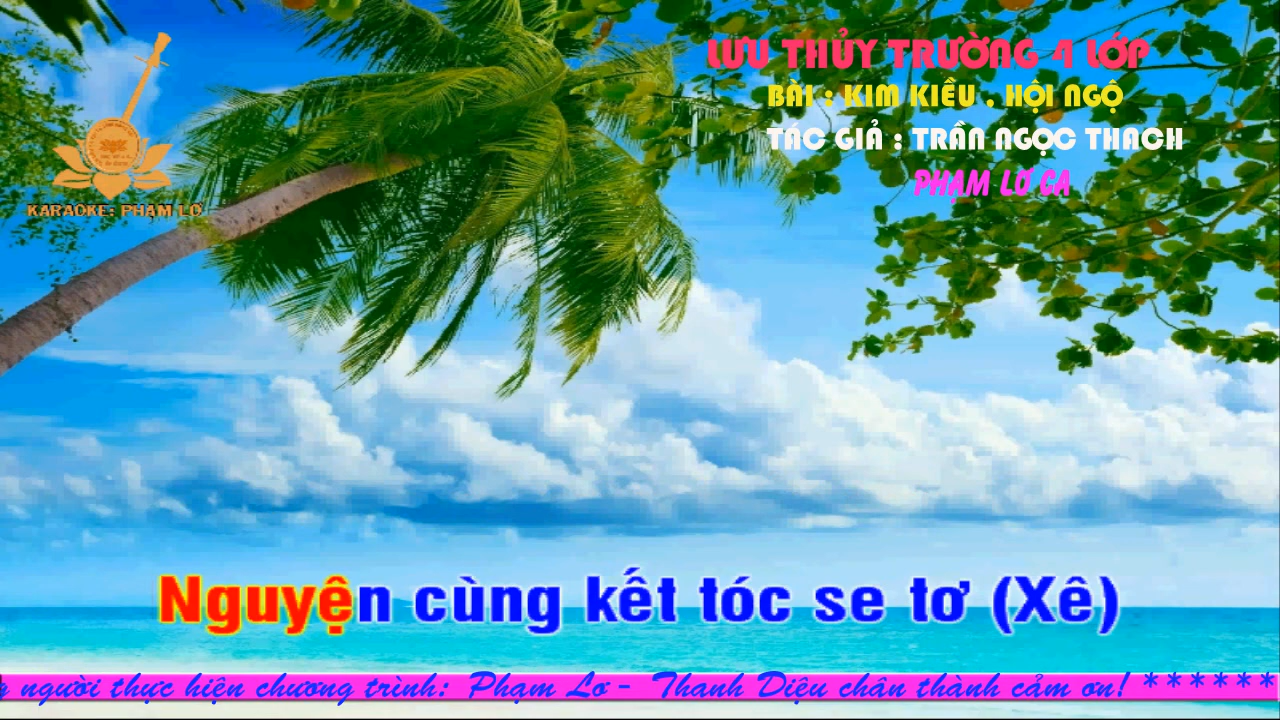 LƯU THỦY TRƯỜNG 4 LỚP
BÀI : KIM KIỀU . HỘI NGỘ
TÁC GIẢ : TRẦN NGỌC THẠCH
PHẠM LƠ CA
KARAOKE: PHẠM LƠ
Nguyện cùng kết tóc se tơ (Xê)
người thực hiện chương trình: Phạm Lơ - Thanh Diệu chân thành cảm ơn! ******